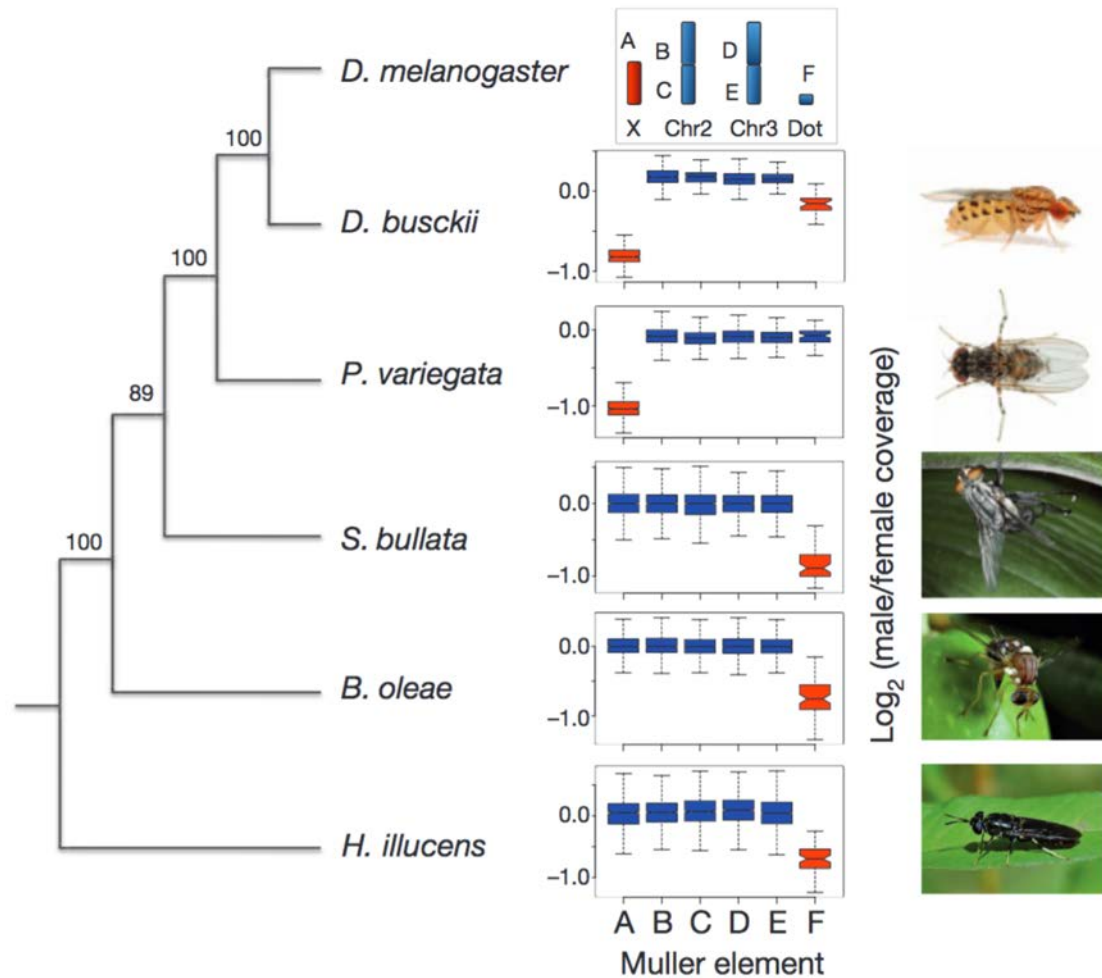 A
B
D
F
C
E
X Chr2 Chr3 Dot
D. melanogaster
100
0.0
−1.0
D. busckii
100
0.0
−1.0
P. variegata
89
0.0
−1.0
S. bullata
100
0.0
−1.0
B. oleae
0.0
−1.0
H. illucens
A B C D E F
Muller element
Log2 (male/female coverage)